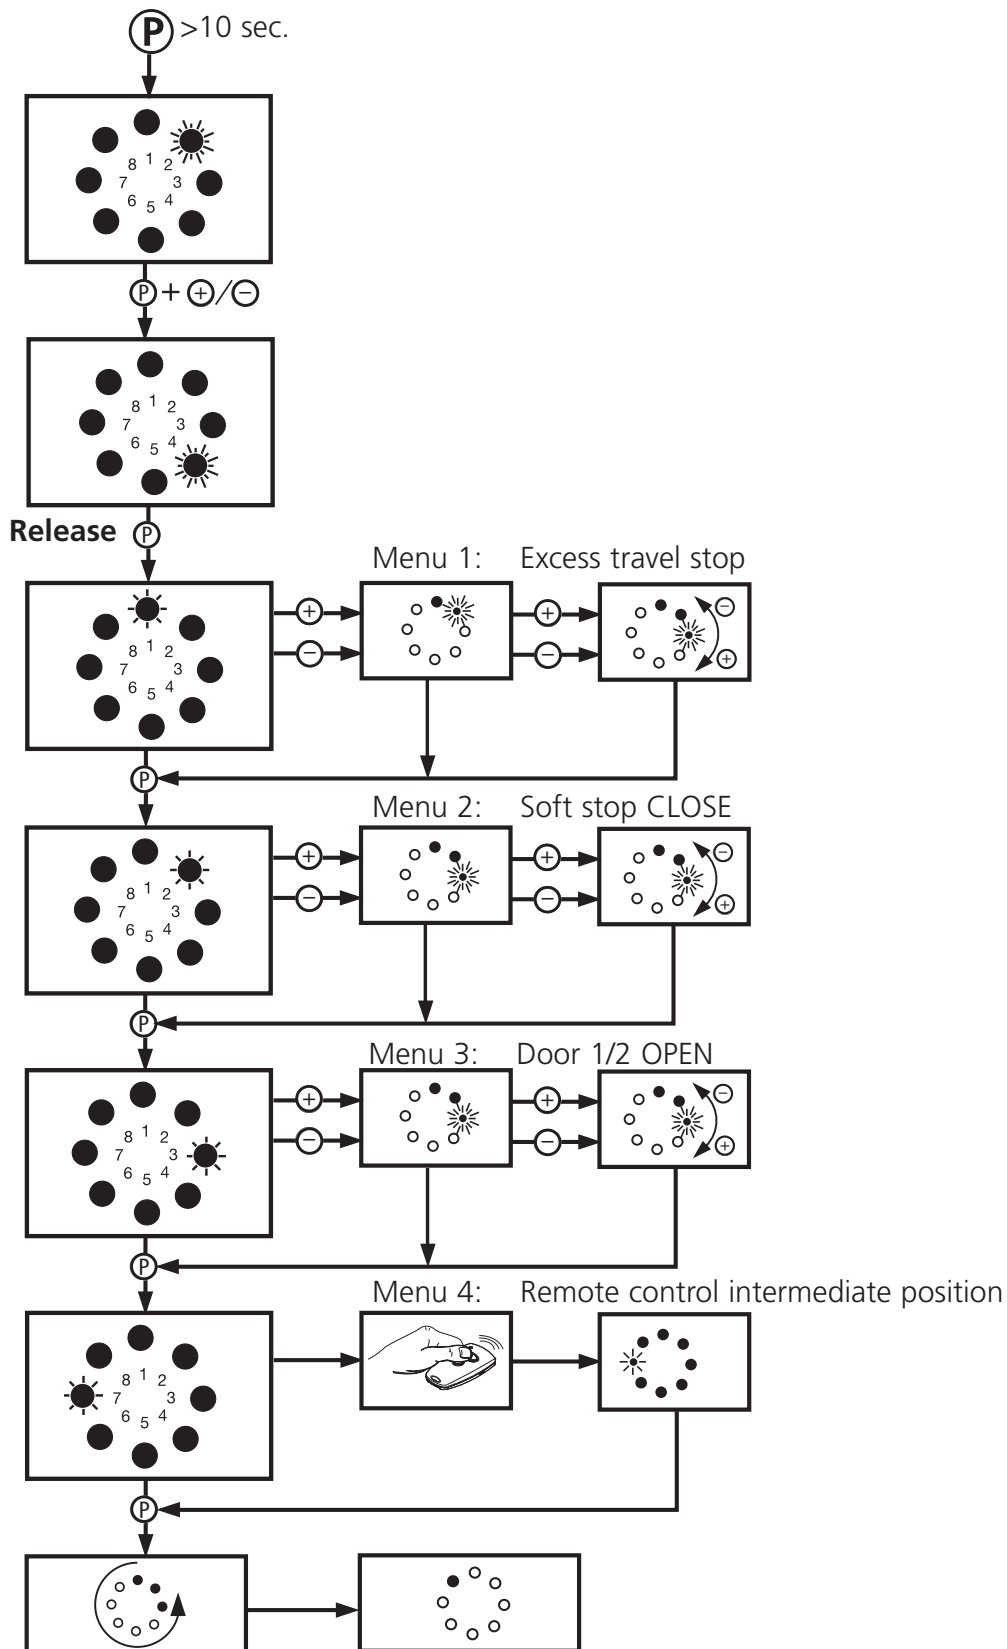 P >10 sec.
8 1 2
7 3
6 5 4
P + +/−
8 1 2
7 3
6 5 4
Release P
Menu 1: Excess travel stop
8 1 2
7 3
6 5 4
+ + −
− − +
P
Menu 2: Soft stop CLOSE
8 1 2
7 3
6 5 4
+ + −
− − +
P
Menu 3: Door 1/2 OPEN
8 1 2
7 3
6 5 4
+ + −
− − +
P
Menu 4: Remote control intermediate position
8 1 2
7 3
6 5 4
P